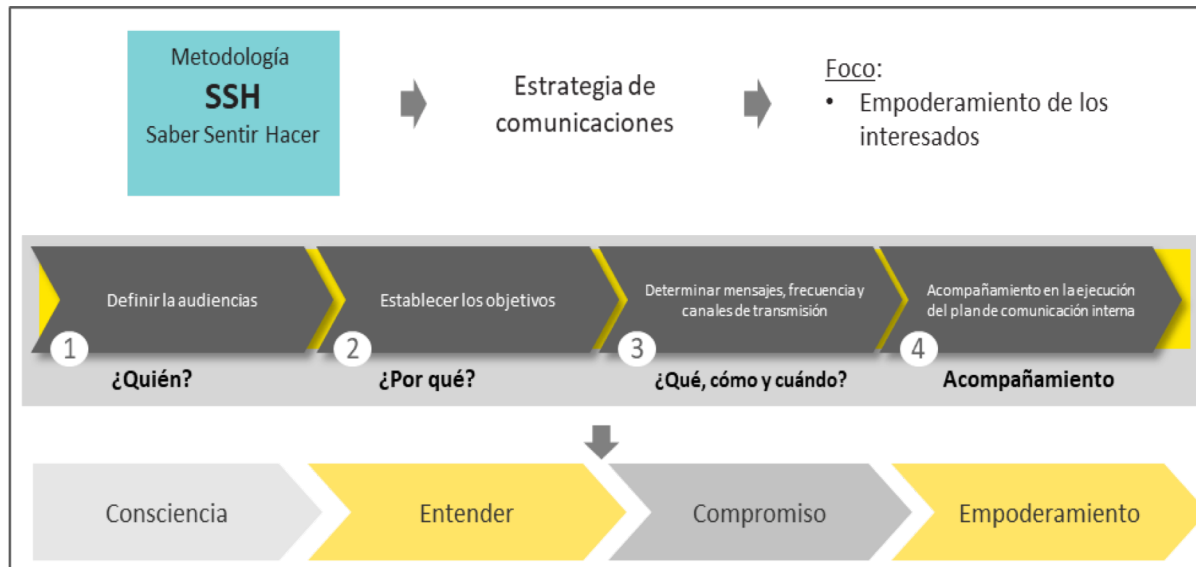 Metodología
SSH
Saber Sentir Hacer
Estrategia de
comunicaciones
Foco:
• Empoderamiento de los
interesados
Definir la audiencias
1
¿Quién?
Establecer los objetivos
2
¿Por qué?
Determinar mensajes, frecuencia y
canales de transmisión
3
¿Qué, cómo y cuándo?
Acompañamiento en la ejecución
del plan de comunicación interna
4
Acompañamiento
Consciencia
Entender
Compromiso
Empoderamiento